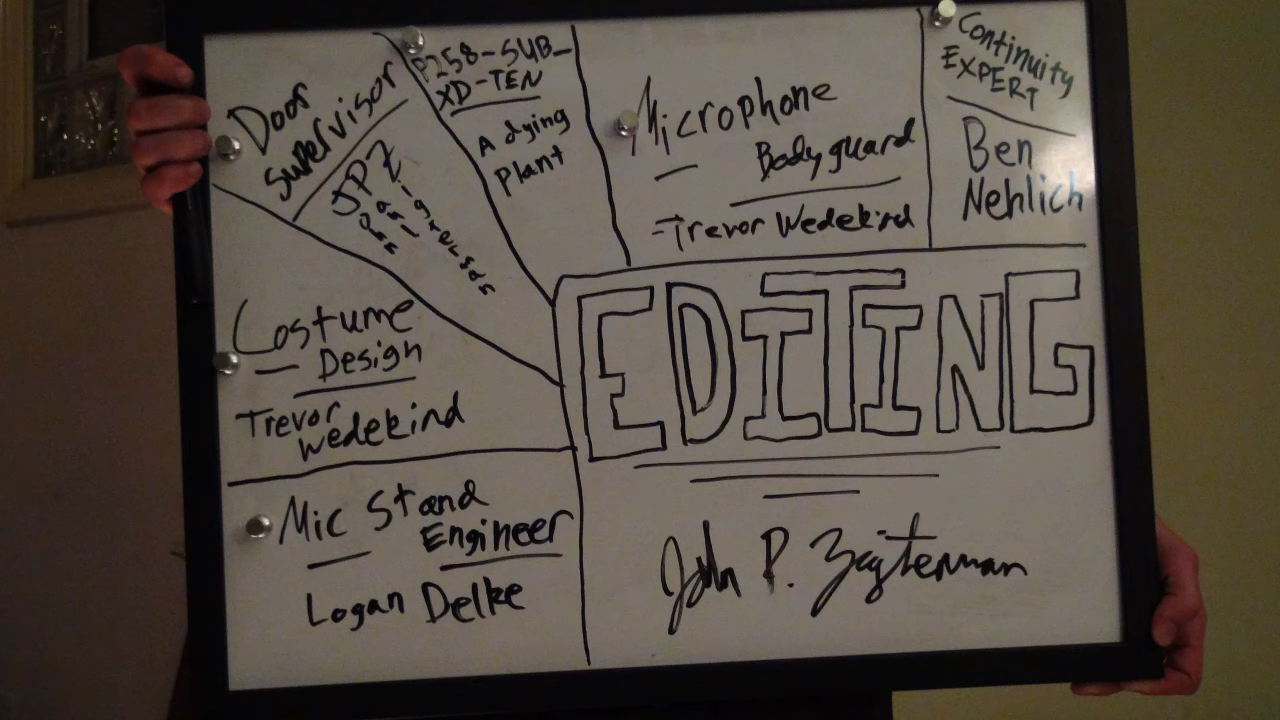 Door
Supervisor
JPZ
P258-SUB_
XD-TEN
A dying
Plant
Microphone
Bodyguard
-Trevor Wedekind
Continuity
EXPERT
Ben
Nehlich
Costume
Design
Trevor
Wedekind
Mic Stand
Engineer
Logan Delke
EDITING
John P.